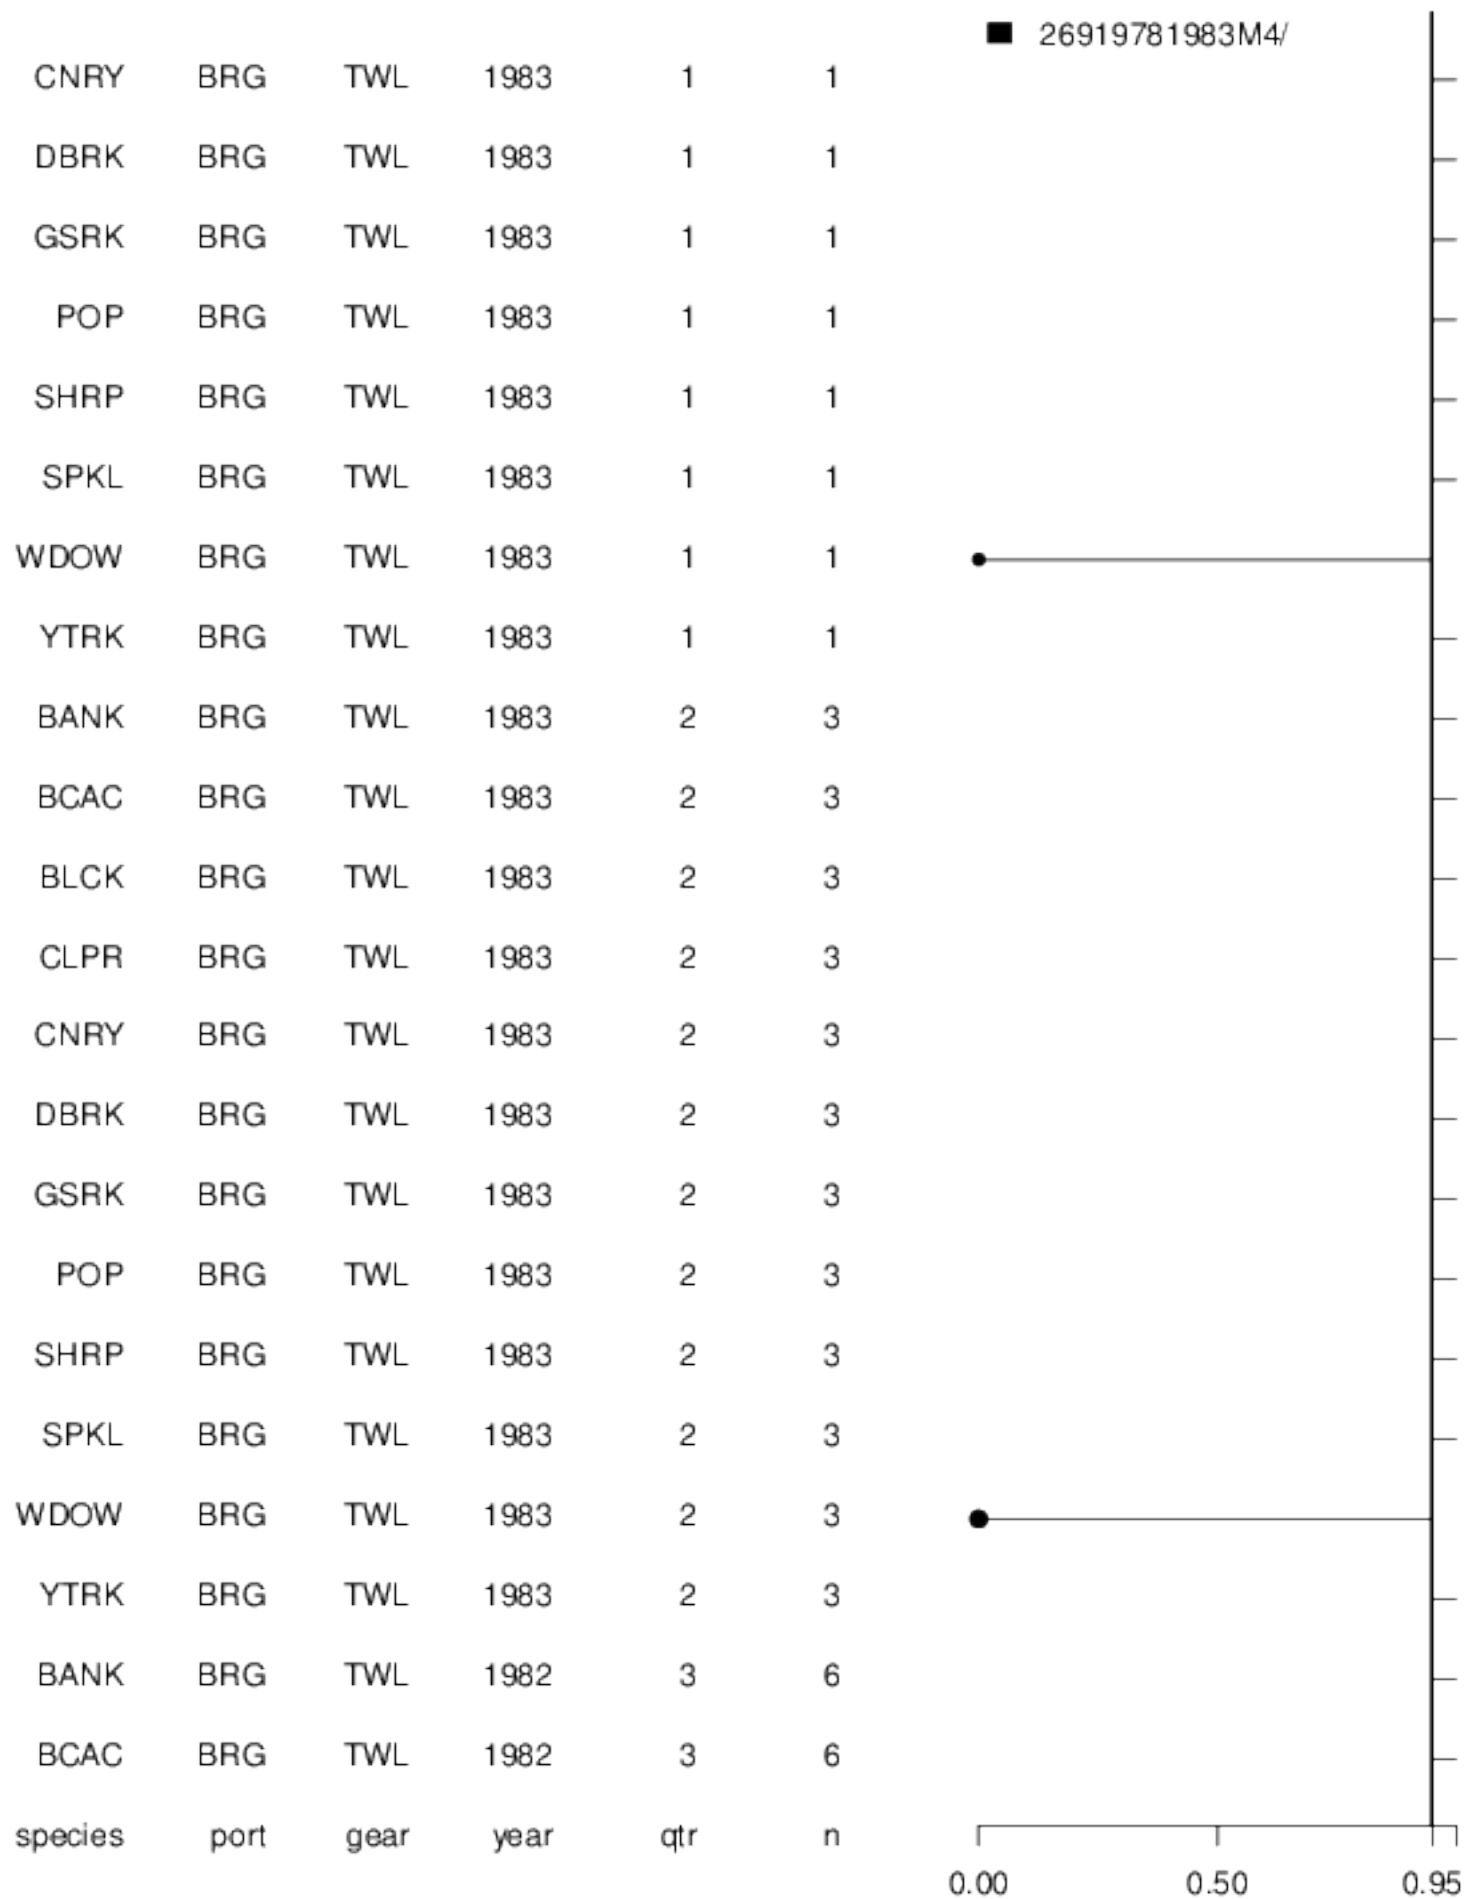 26919781983M4/
CNRY BRG TWL 1983 1 1
DBRK BRG TWL 1983 1 1
GSRK BRG TWL 1983 1 1
POP BRG TWL 1983 1 1
SHRP BRG TWL 1983 1 1
SPKL BRG TWL 1983 1 1
WDOW BRG TWL 1983 1 1
YTRK BRG TWL 1983 1 1
BANK BRG TWL 1983 2 3
BCAC BRG TWL 1983 2 3
BLCK BRG TWL 1983 2 3
CLPR BRG TWL 1983 2 3
CNRY BRG TWL 1983 2 3
DBRK BRG TWL 1983 2 3
GSRK BRG TWL 1983 2 3
POP BRG TWL 1983 2 3
SHRP BRG TWL 1983 2 3
SPKL BRG TWL 1983 2 3
WDOW BRG TWL 1983 2 3
YTRK BRG TWL 1983 2 3
BANK BRG TWL 1982 3 6
BCAC BRG TWL 1982 3 6
species port gear year qtr n
0.00 0.50 0.95